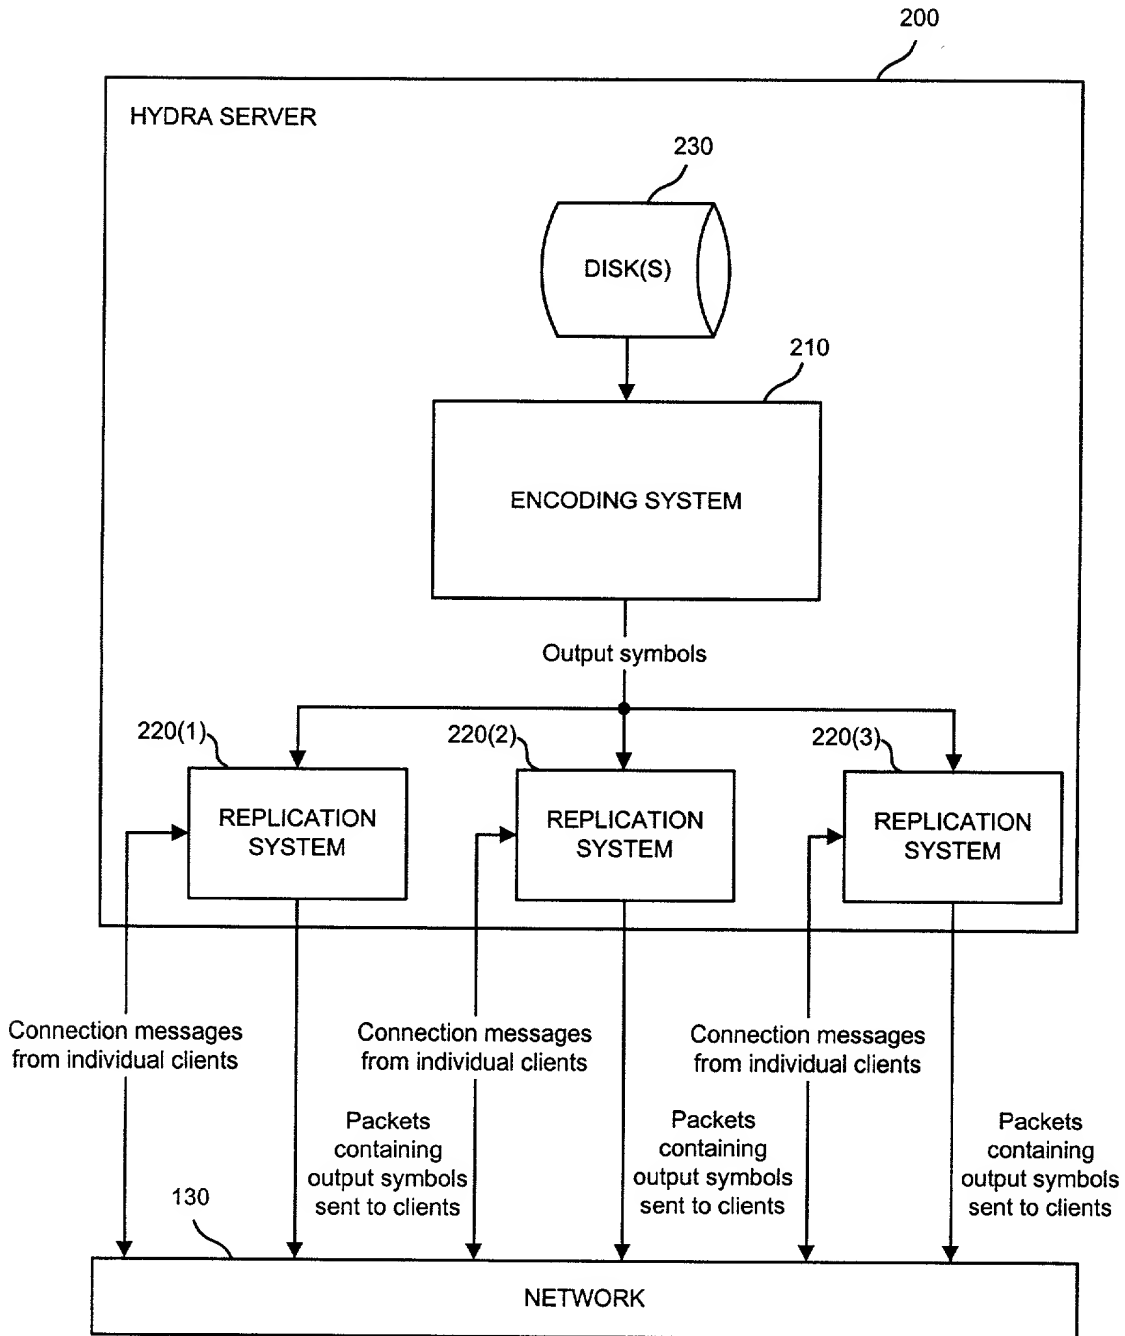 200
HYDRA SERVER
230
DISK(S)
210
ENCODING SYSTEM
Output symbols
220(1)
220(2)
220(3)
REPLICATION
SYSTEM
REPLICATION
SYSTEM
REPLICATION
SYSTEM
Connection messages
from individual clients
Connection messages
from individual clients
Connection messages
from individual clients
Packets
containing
output symbols
sent to clients
Packets
containing
output symbols
sent to clients
Packets
containing
output symbols
sent to clients
130
NETWORK